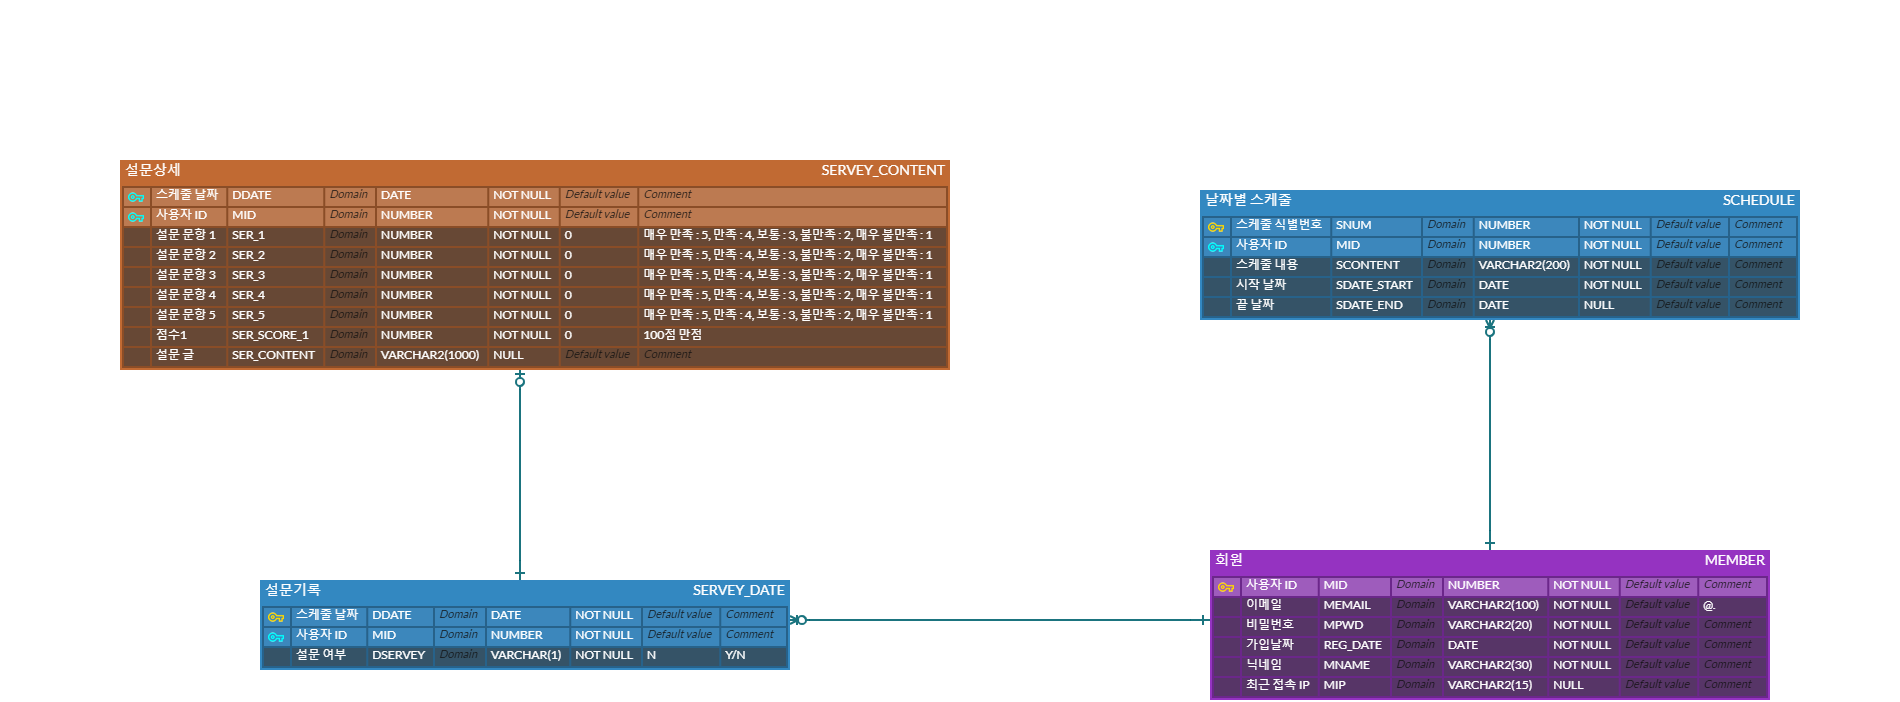 설문상세 SERVEY_CONTENT
스케줄 날짜 DDATE Domain DATE NOT NULL Default value Comment
사용자 ID MID Domain NUMBER NOT NULL Default value Comment
설문 문항 1 SER_1 Domain NUMBER NOT NULL 0 매우 만족 : 5, 만족 : 4, 보통 : 3, 불만족 : 2, 매우 불만족 : 1
설문 문항 2 SER_2 Domain NUMBER NOT NULL 0 매우 만족 : 5, 만족 : 4, 보통 : 3, 불만족 : 2, 매우 불만족 : 1
설문 문항 3 SER_3 Domain NUMBER NOT NULL 0 매우 만족 : 5, 만족 : 4, 보통 : 3, 불만족 : 2, 매우 불만족 : 1
설문 문항 4 SER_4 Domain NUMBER NOT NULL 0 매우 만족 : 5, 만족 : 4, 보통 : 3, 불만족 : 2, 매우 불만족 : 1
설문 문항 5 SER_5 Domain NUMBER NOT NULL 0 매우 만족 : 5, 만족 : 4, 보통 : 3, 불만족 : 2, 매우 불만족 : 1
점수1 SER_SCORE_1 Domain NUMBER NOT NULL 0 100점 만점
설문 글 SER_CONTENT Domain VARCHAR2(1000) NULL Default value Comment
날짜별 스케줄 SCHEDULE
스케줄 식별번호 SNUM Domain NUMBER NOT NULL Default value Comment
사용자 ID MID Domain NUMBER NOT NULL Default value Comment
스케줄 내용 SCONTENT Domain VARCHAR2(200) NOT NULL Default value Comment
시작 날짜 SDATE_START Domain DATE NOT NULL Default value Comment
끝 날짜 SDATE_END Domain DATE NULL Default value Comment
설문기록 SERVEY_DATE
스케줄 날짜 DDATE Domain DATE NOT NULL Default value Comment
사용자 ID MID Domain NUMBER NOT NULL Default value Comment
설문 여부 DSERVEY Domain VARCHAR(1) NOT NULL N Y/N
회원 MEMBER
사용자 ID MID Domain NUMBER NOT NULL Default value Comment
이메일 MEMAIL Domain VARCHAR2(100) NOT NULL Default value @.
비밀번호 MPWD Domain VARCHAR2(20) NOT NULL Default value Comment
가입날짜 REG_DATE Domain DATE NOT NULL Default value Comment
닉네임 MNAME Domain VARCHAR2(30) NOT NULL Default value Comment
최근 접속 IP MIP Domain VARCHAR2(15) NULL Default value Comment